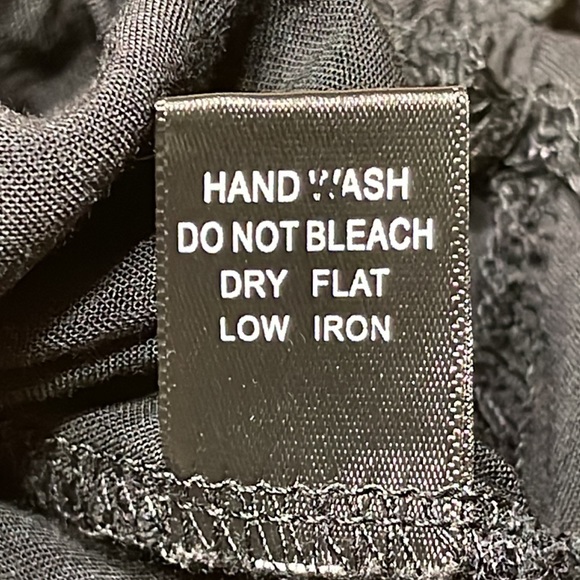 HAND WASH
DO NOT BLEACH
DRY FLAT
LOW IRON